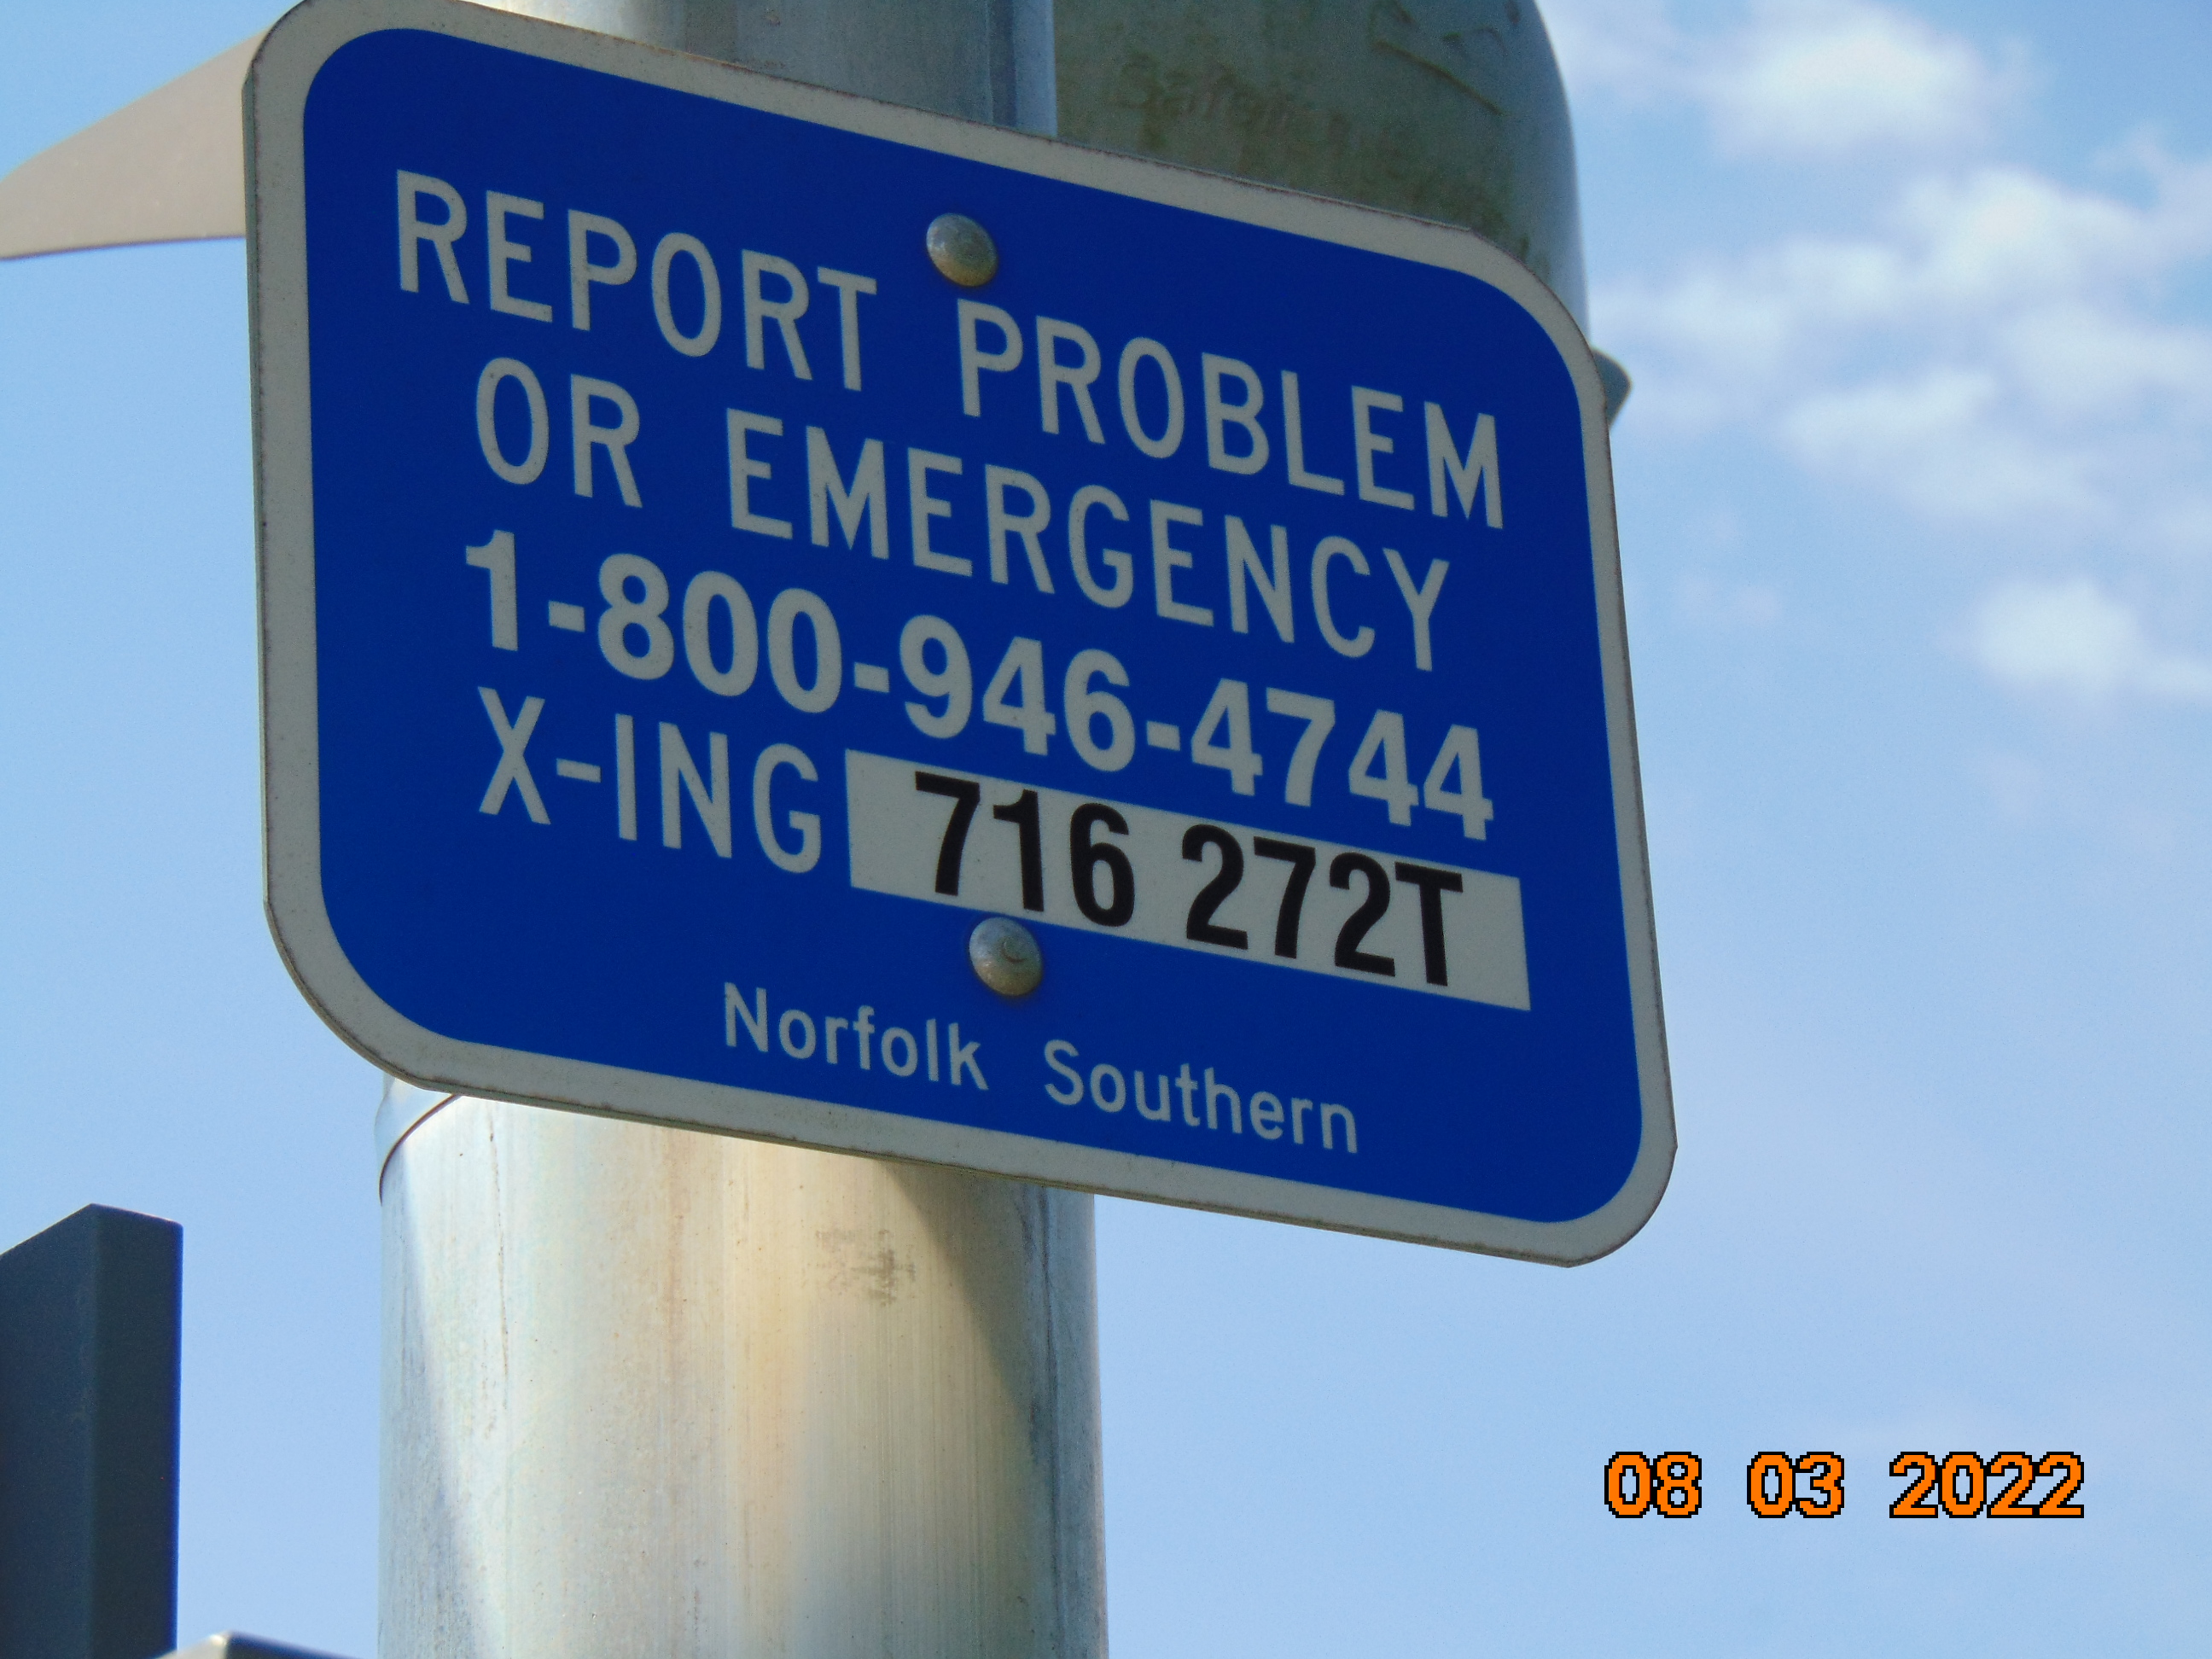 REPORT PROBLEM
OR EMERGENCY
1-800-946-4744
X-ING 716 272T
Norfolk Southern
08 03 2022